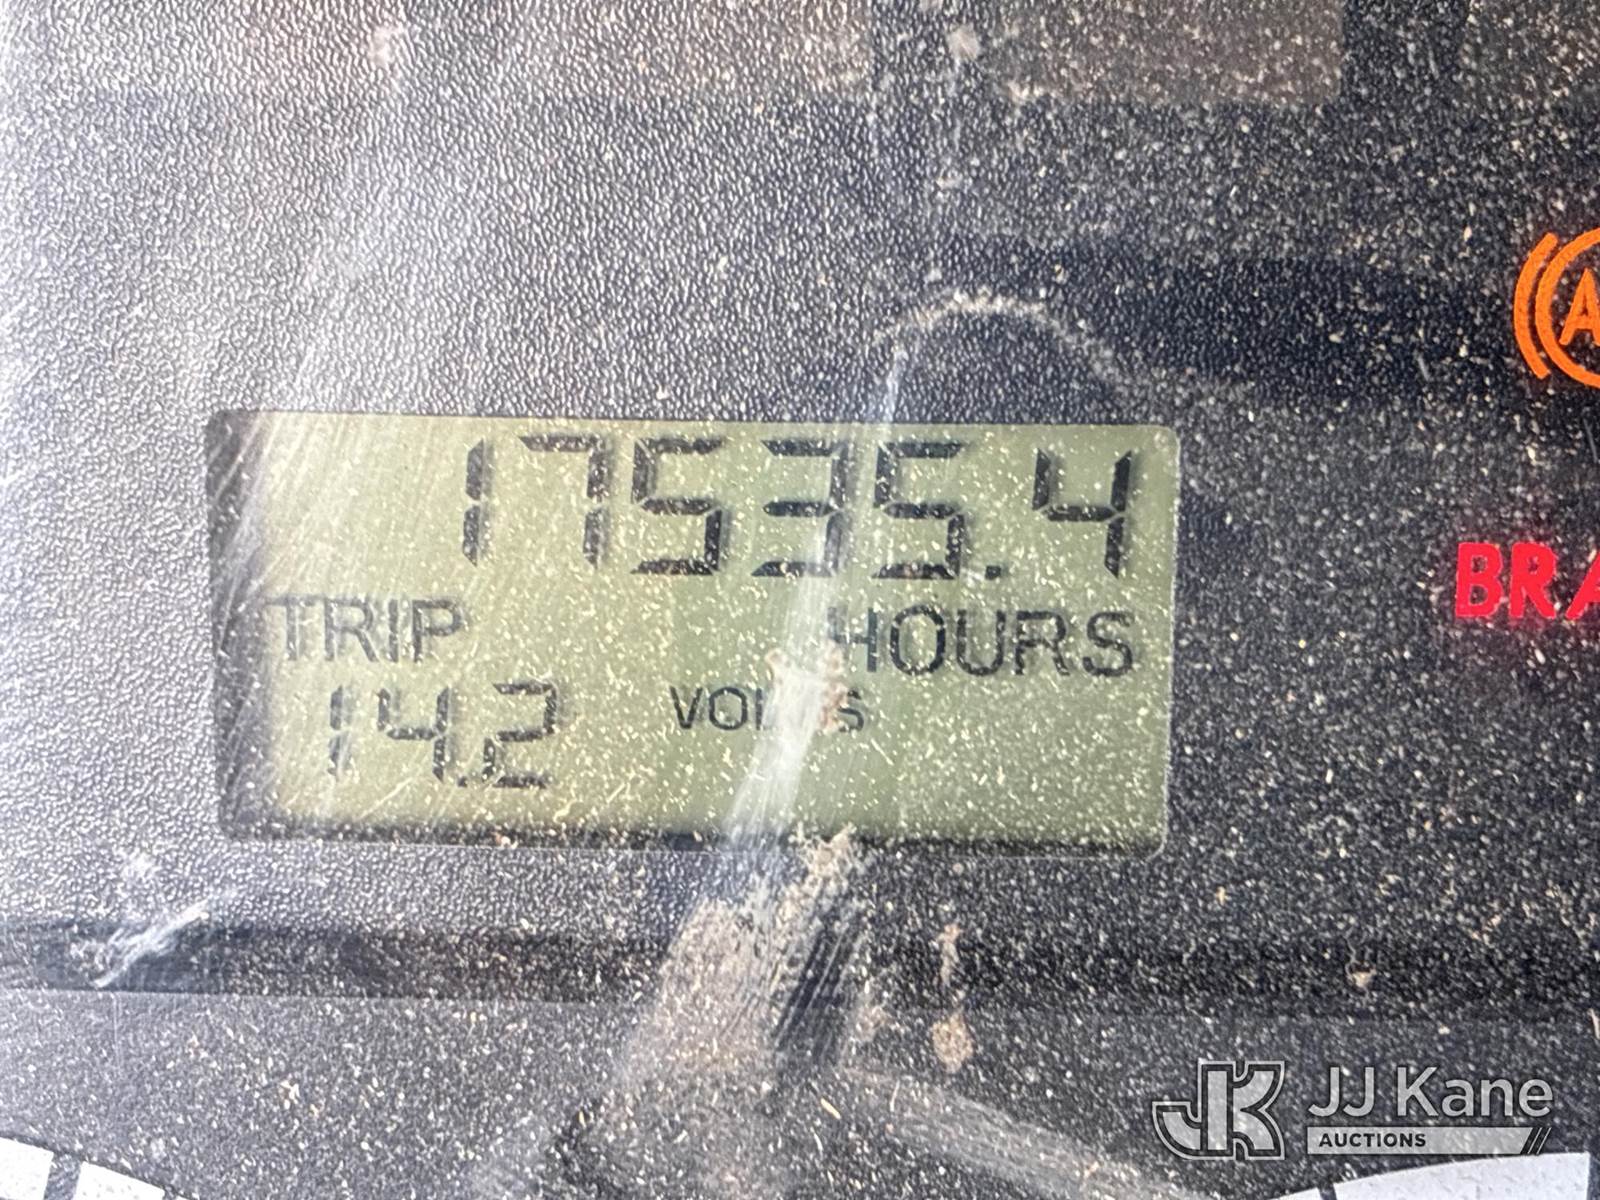 17535.4
TRIP HOURS
14.2 VOLTS
BRA
A
JK JJ Kane
AUCTIONS